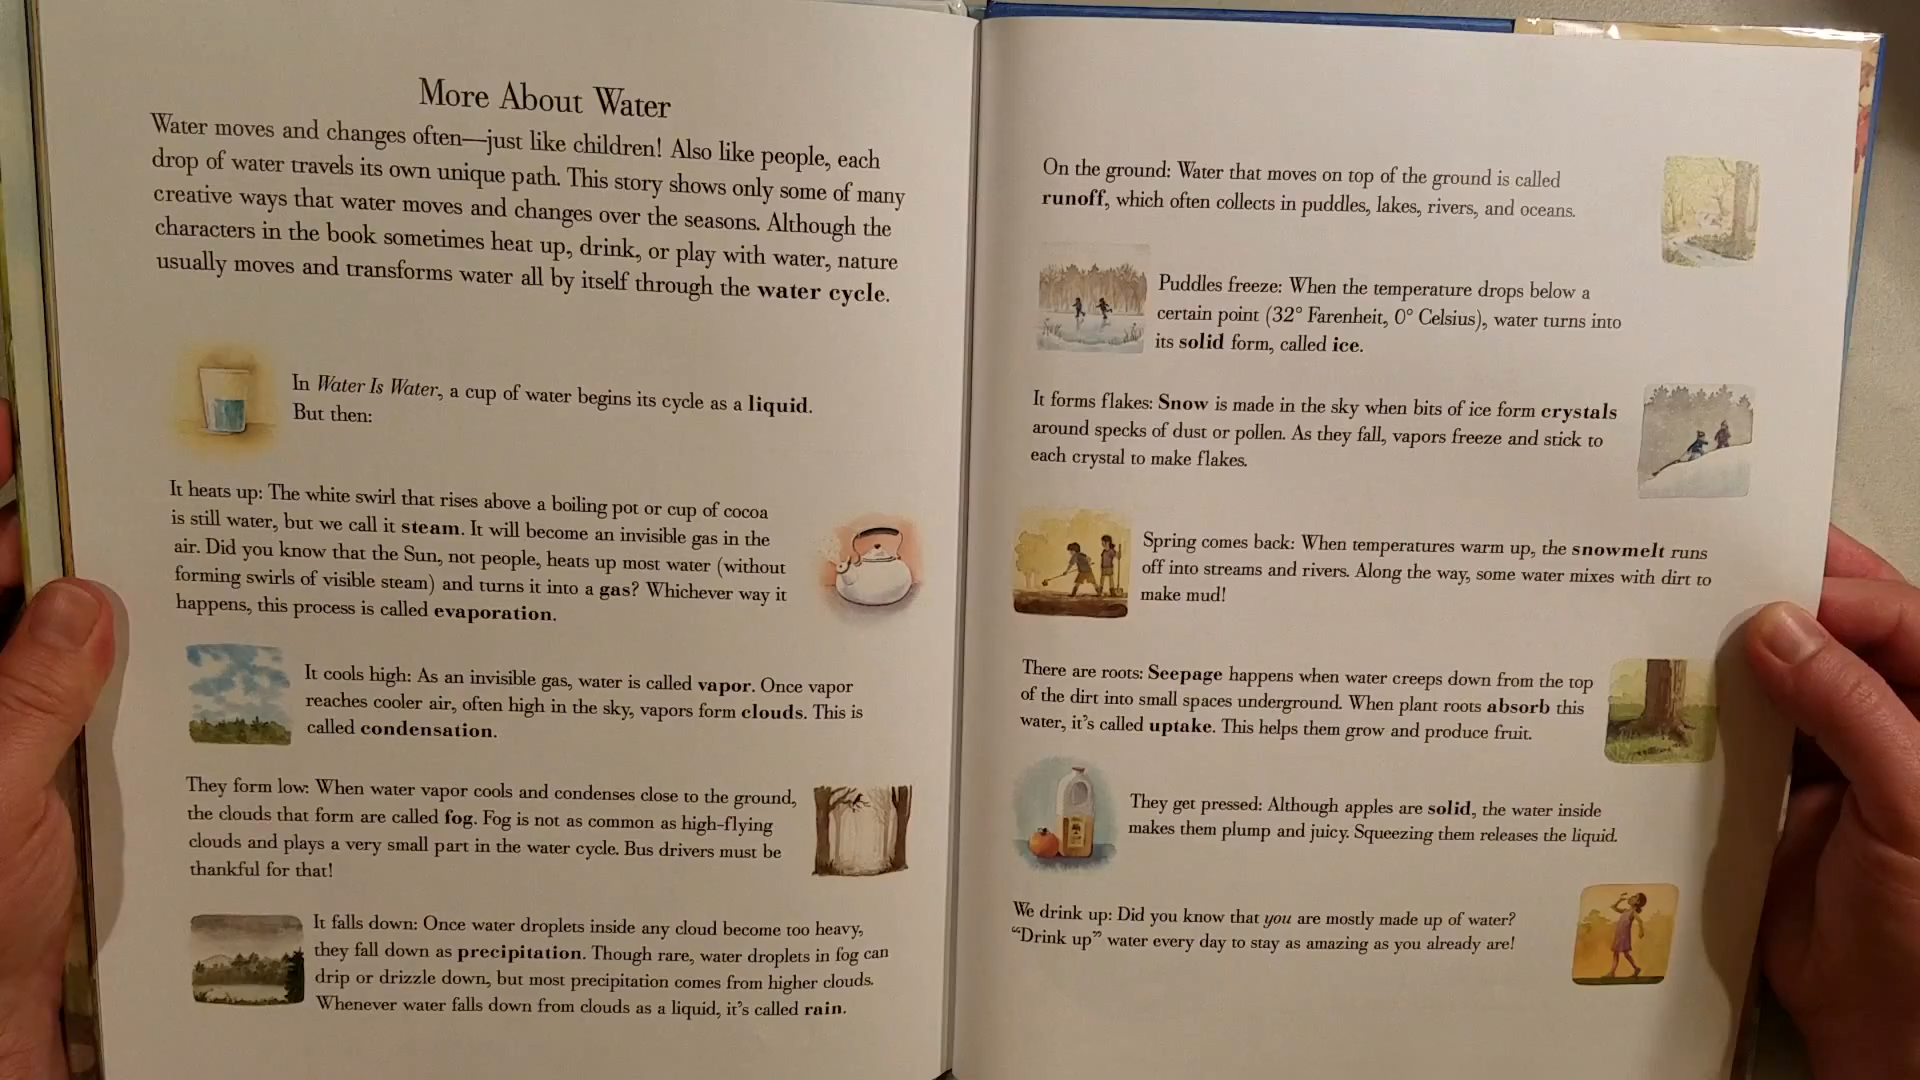 More About Water
Water moves and changes often—just like children! Also like people, each
drop of water travels its own unique path. This story shows only some of many
creative ways that water moves and changes over the seasons. Although the
characters in the book sometimes heat up, drink, or play with water, nature
usually moves and transforms water all by itself through the water cycle.
In Water Is Water, a cup of water begins its cycle as a liquid.
But then:
It heats up: The white swirl that rises above a boiling pot or cup of cocoa
is still water, but we call it steam. It will become an invisible gas in the
air. Did you know that the Sun, not people, heats up most water (without
forming swirls of visible steam) and turns it into a gas? Whichever way it
happens, this process is called evaporation.
It cools high: As an invisible gas, water is called vapor. Once vapor
reaches cooler air, often high in the sky, vapors form clouds. This is
called condensation.
They form low: When water vapor cools and condenses close to the ground,
the clouds that form are called fog. Fog is not as common as high-flying
clouds and plays a very small part in the water cycle. Bus drivers must be
thankful for that!
It falls down: Once water droplets inside any cloud become too heavy,
they fall down as precipitation. Though rare, water droplets in fog can
drip or drizzle down, but most precipitation comes from higher clouds.
Whenever water falls down from clouds as a liquid, it's called rain.
On the ground: Water that moves on top of the ground is called
runoff, which often collects in puddles, lakes, rivers, and oceans.
Puddles freeze: When the temperature drops below a
certain point (32° Farenheit, 0° Celsius), water turns into
its solid form, called ice.
It forms flakes: Snow is made in the sky when bits of ice form crystals
around specks of dust or pollen. As they fall, vapors freeze and stick to
each crystal to make flakes.
Spring comes back: When temperatures warm up, the snowmelt runs
off into streams and rivers. Along the way, some water mixes with dirt to
make mud!
There are roots: Seepage happens when water creeps down from the top
of the dirt into small spaces underground. When plant roots absorb this
water, it's called uptake. This helps them grow and produce fruit.
They get pressed: Although apples are solid, the water inside
makes them plump and juicy. Squeezing them releases the liquid.
We drink up: Did you know that you are mostly made up of water?
“Drink up” water every day to stay as amazing as you already are!